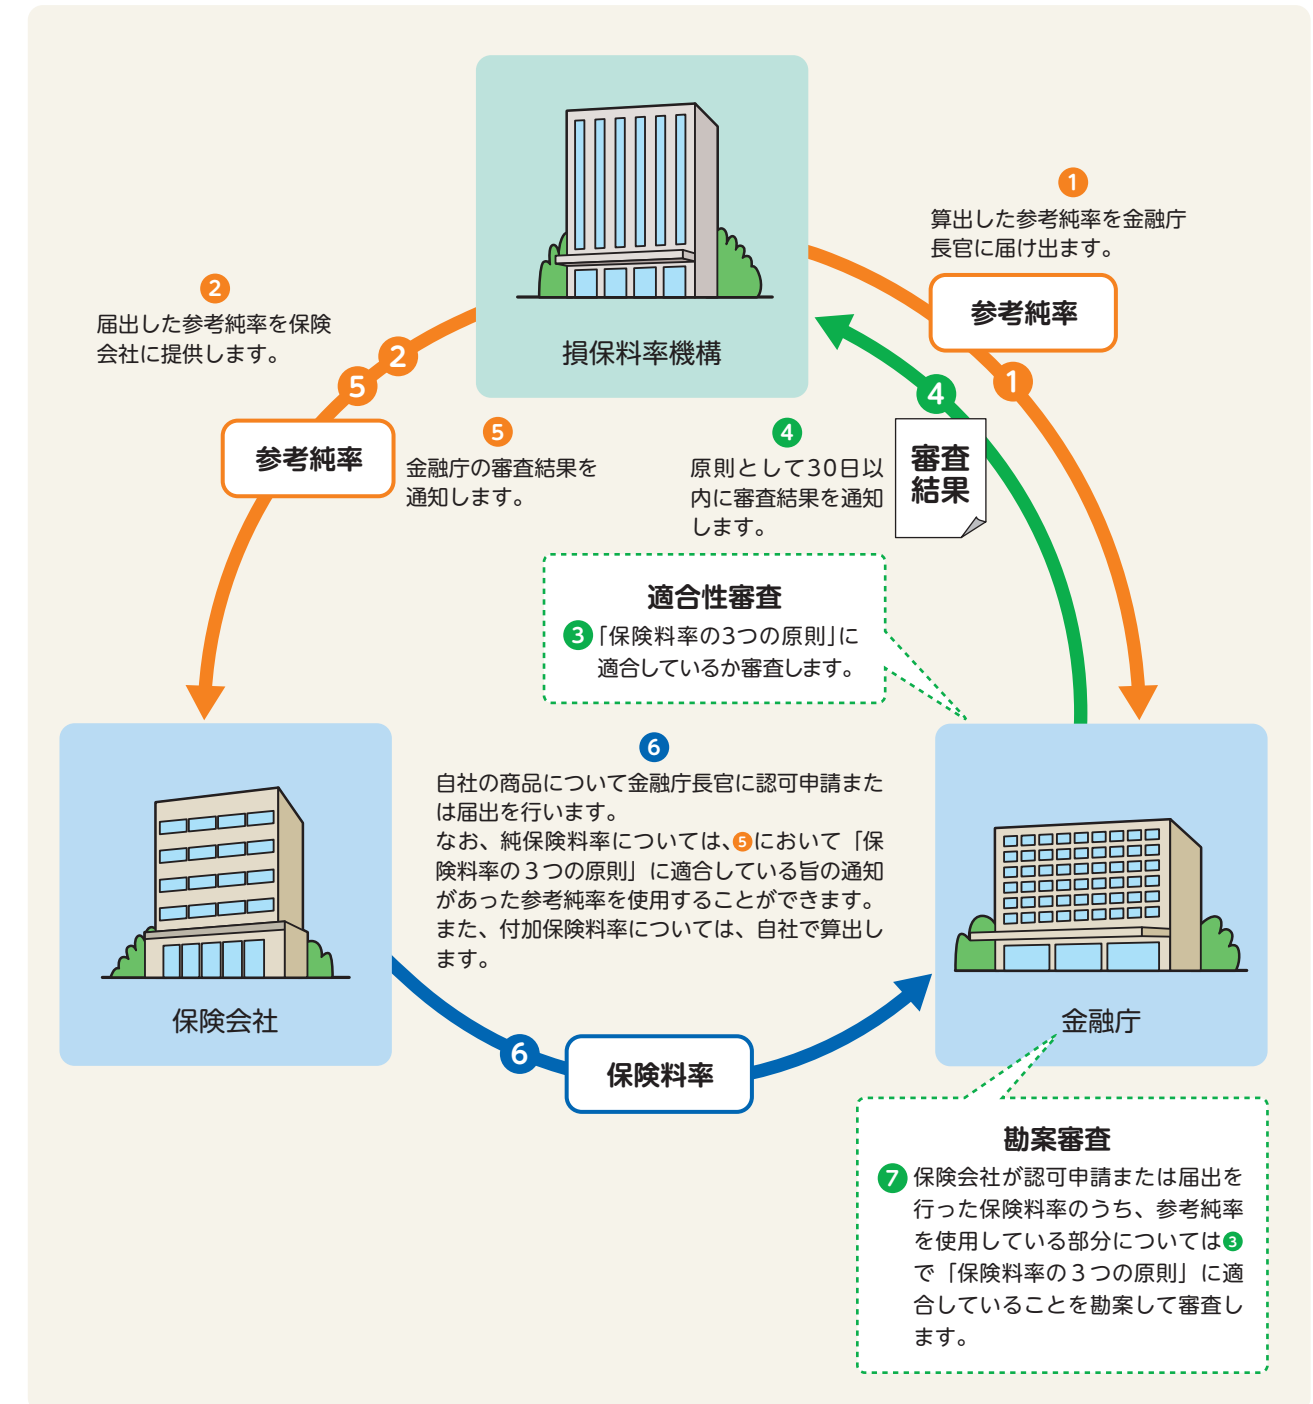 損保料率機構
1
算出した参考純率を金融庁
長官に届け出ます。
参考純率
1
2
届出した参考純率を保険
会社に提供します。
2
5
参考純率
5
金融庁の審査結果を
通知します。
4
原則として30日以
内に審査結果を通知
します。
4
審査
結果
適合性審査
3「保険料率の3つの原則」に
適合しているか審査します。
6
自社の商品について金融庁長官に認可申請また
は届出を行います。
なお、純保険料率については、5において「保
険料率の3つの原則」に適合している旨の通知
があった参考純率を使用することができます。
また、付加保険料率については、自社で算出し
ます。
保険会社
金融庁
6
保険料率
勘案審査
7 保険会社が認可申請または届出を
行った保険料率のうち、参考純率
を使用している部分については3
で「保険料率の3つの原則」に適
合していることを勘案して審査し
ます。